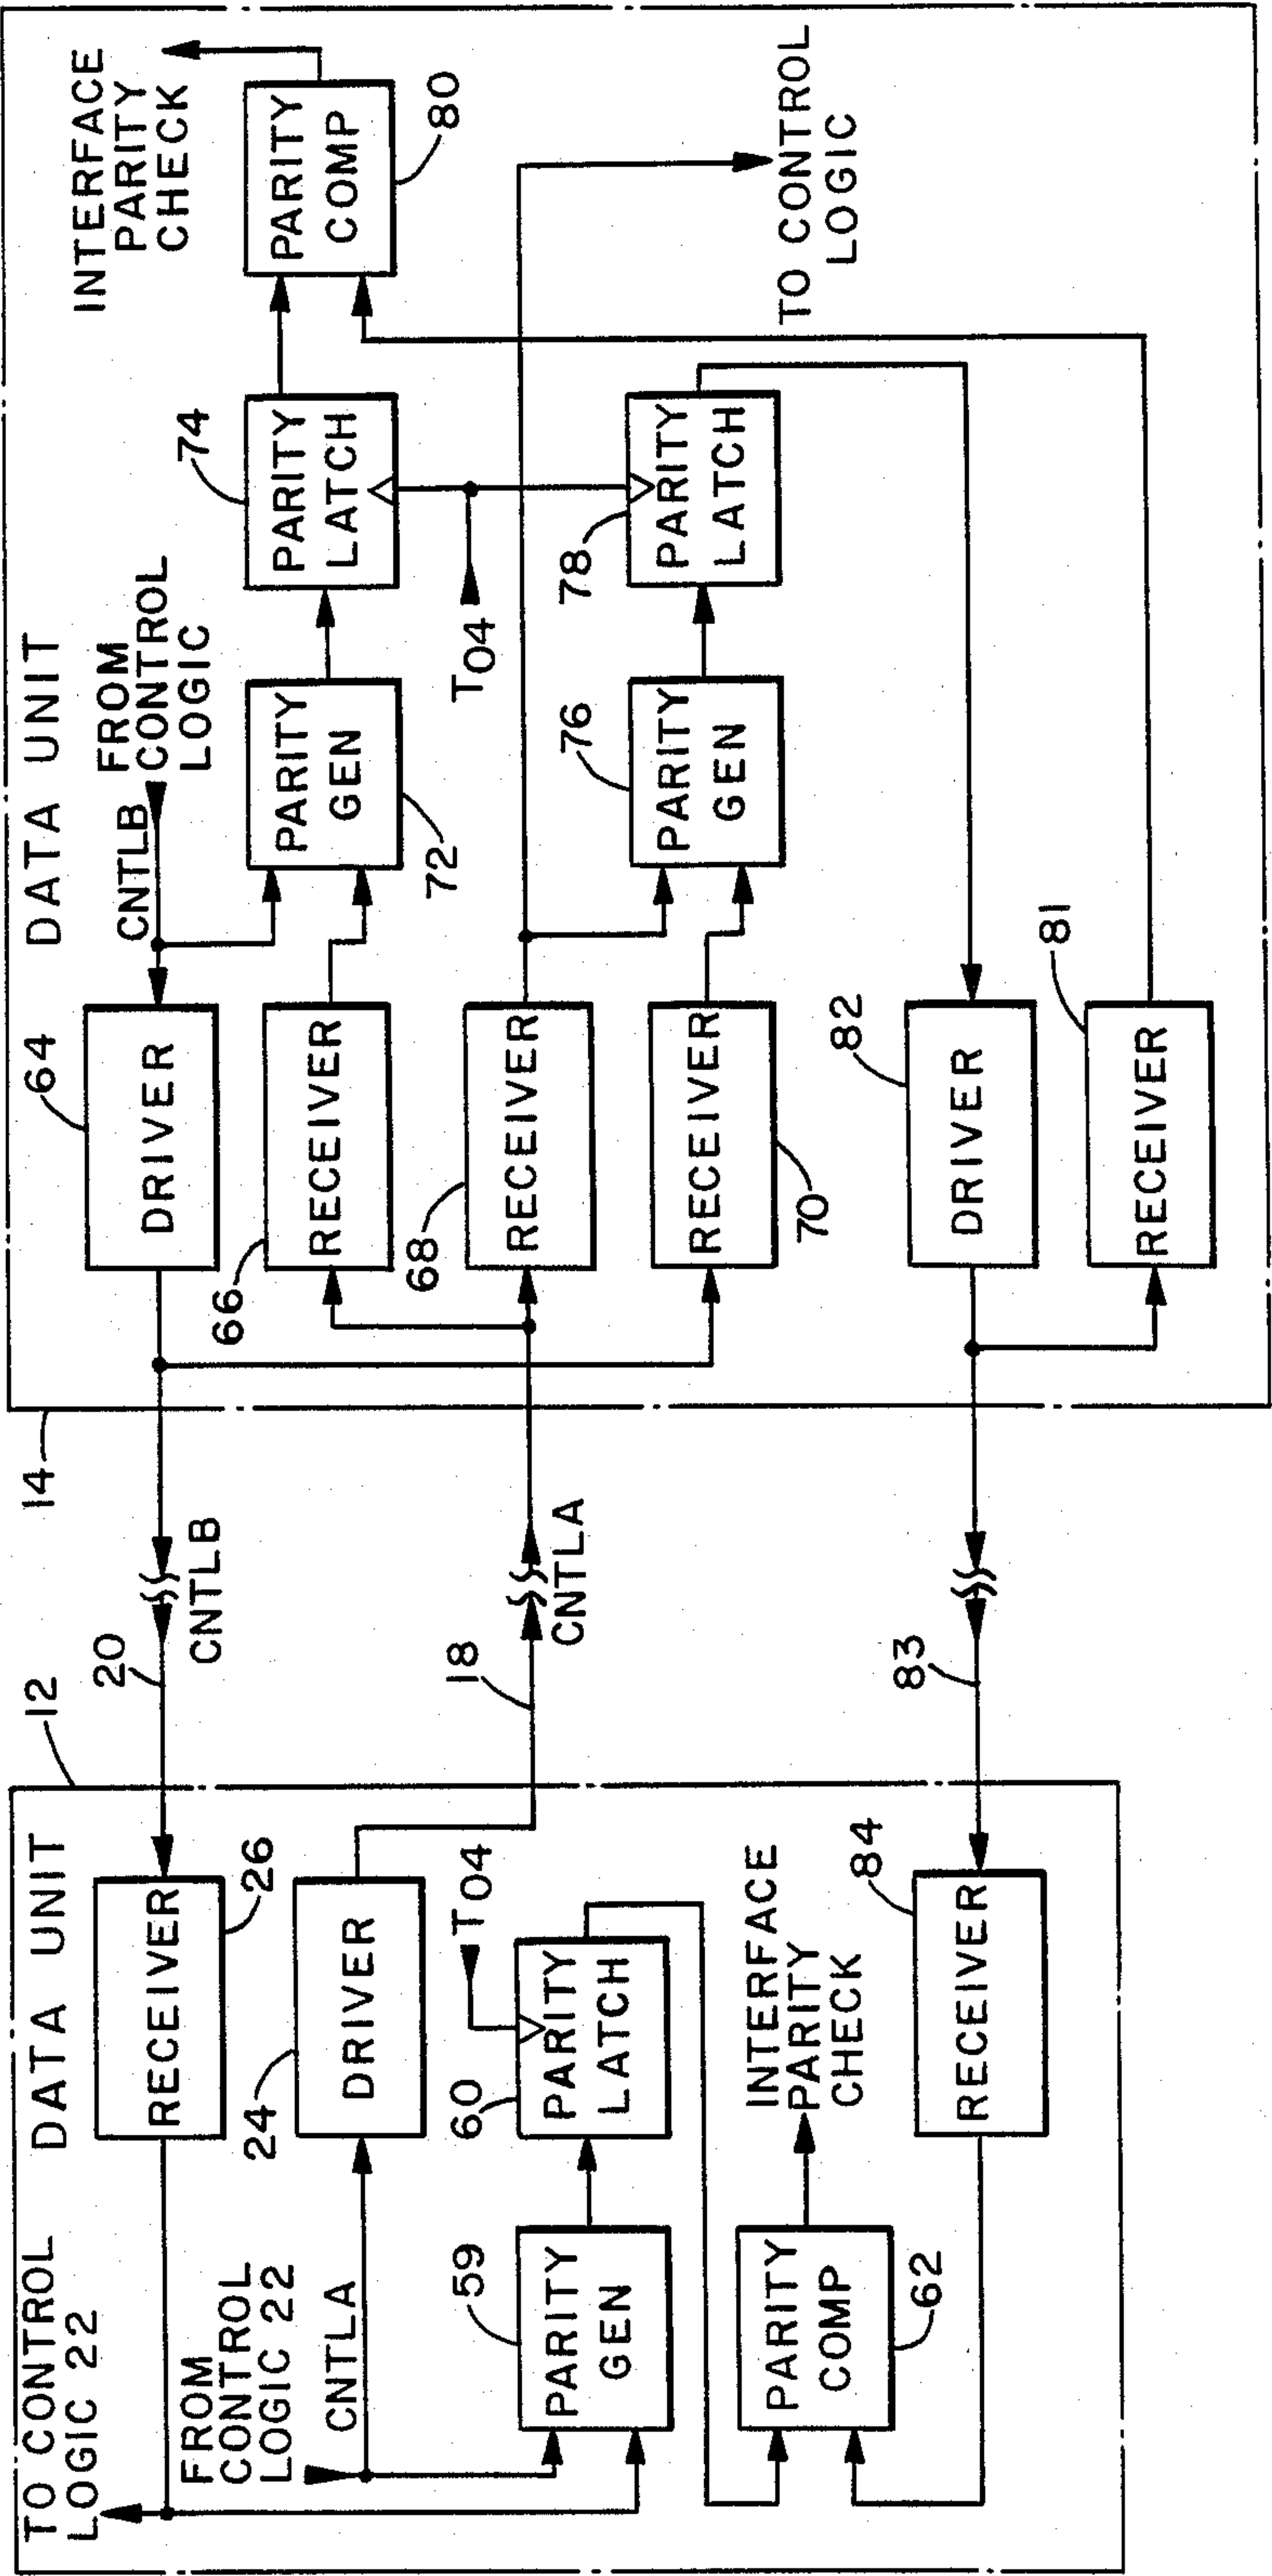 DATA UNIT
12
TO CONTROL
LOGIC 22
RECEIVER
26
20
CNTLB
FROM
CONTROL
LOGIC 22
CNTLA
24
DRIVER
18
CNTLA
T04
59
PARITY
GEN
60
PARITY
LATCH
PARITY
COMP
62
INTERFACE
PARITY
CHECK
84
RECEIVER
83
14
DATA UNIT
64
DRIVER
CNTLB
FROM
CONTROL
LOGIC
66
RECEIVER
PARITY
GEN
72
74
PARITY
LATCH
INTERFACE
PARITY
CHECK
PARITY
COMP
80
T04
68
RECEIVER
TO CONTROL
LOGIC
RECEIVER
70
76
PARITY
GEN
78
PARITY
LATCH
82
DRIVER
81
RECEIVER